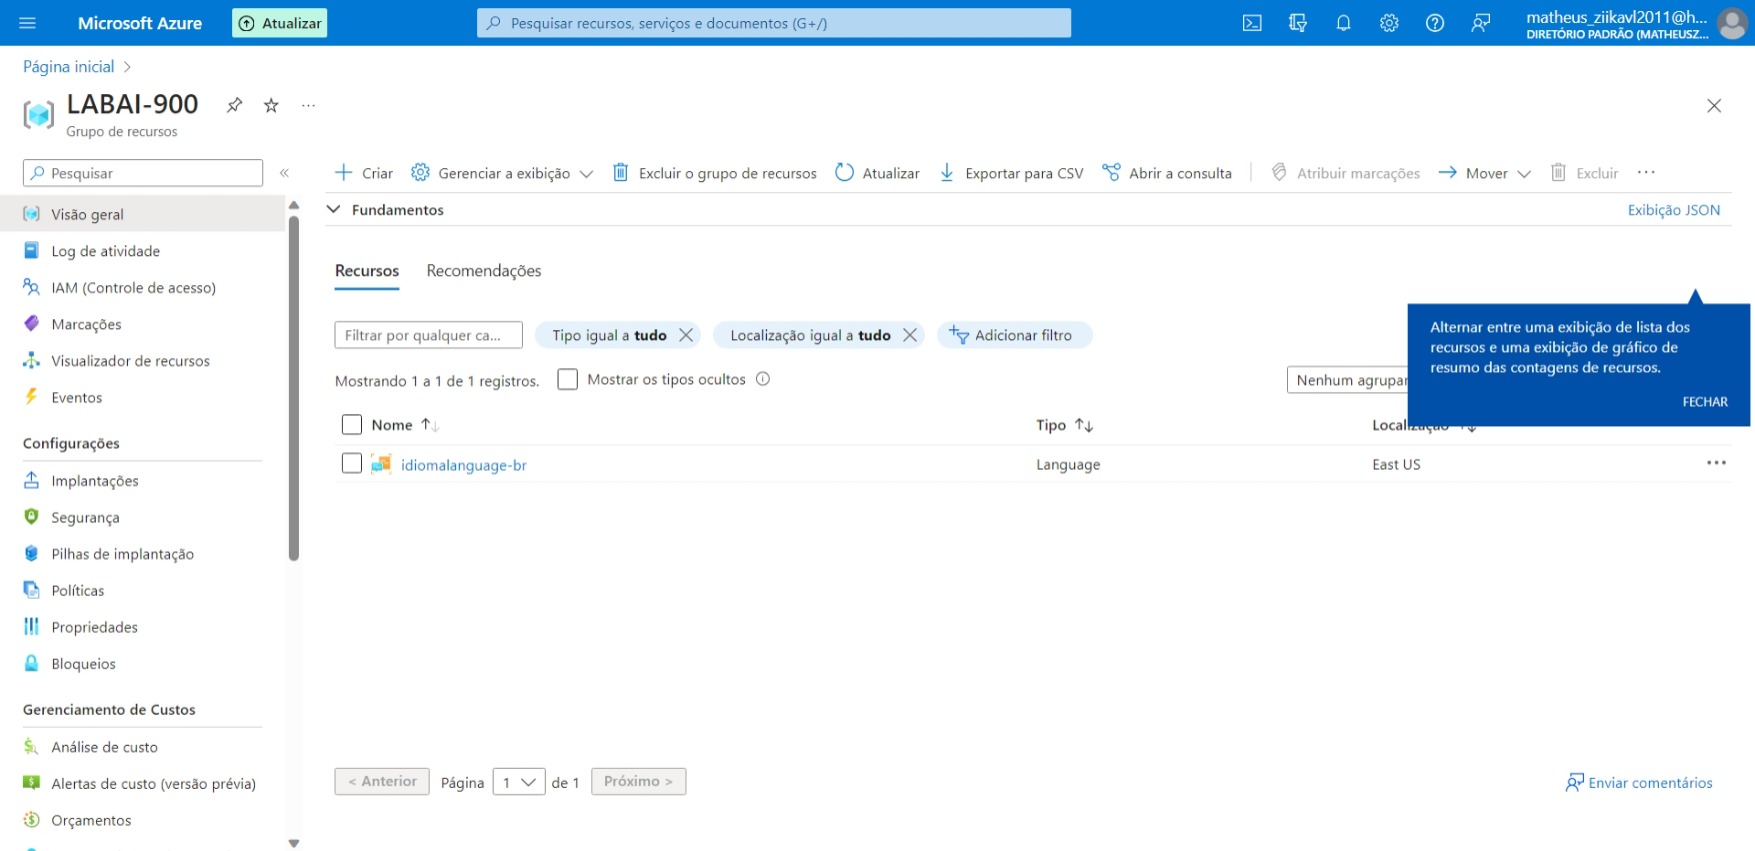 Microsoft Azure
Atualizar
Pesquisar recursos, serviços e documentos (G+/)
matheus_ziikavl2011@h...
DIRETÓRIO PADRÃO (MATHEUSZ...
Página inicial
LABAI-900
...
Grupo de recursos
Pesquisar
«
Criar
Gerenciar a exibição
Excluir o grupo de recursos
Atualizar
Exportar para CSV
Abrir a consulta
Atribuir marcações
Mover
Excluir
...
Visão geral
Log de atividade
IAM (Controle de acesso)
Marcações
Visualizador de recursos
Eventos
Configurações
Implantações
Segurança
Pilhas de implantação
Políticas
Propriedades
Bloqueios
Gerenciamento de Custos
Análise de custo
Alertas de custo (versão prévia)
Orçamentos
Fundamentos
Exibição JSON
Recursos
Recomendações
Filtrar por qualquer ca...
Tipo igual a tudo
Localização igual a tudo
Adicionar filtro
Mostrando 1 a 1 de 1 registros.
Mostrar os tipos ocultos
Nenhum agrupar
Alternar entre uma exibição de lista dos
recursos e uma exibição de gráfico de
resumo das contagens de recursos.
FECHAR
Nome
Tipo
Localização
idiomalanguage-br
Language
East US
...
< Anterior
Página
1
de 1
Próximo >
Enviar comentários